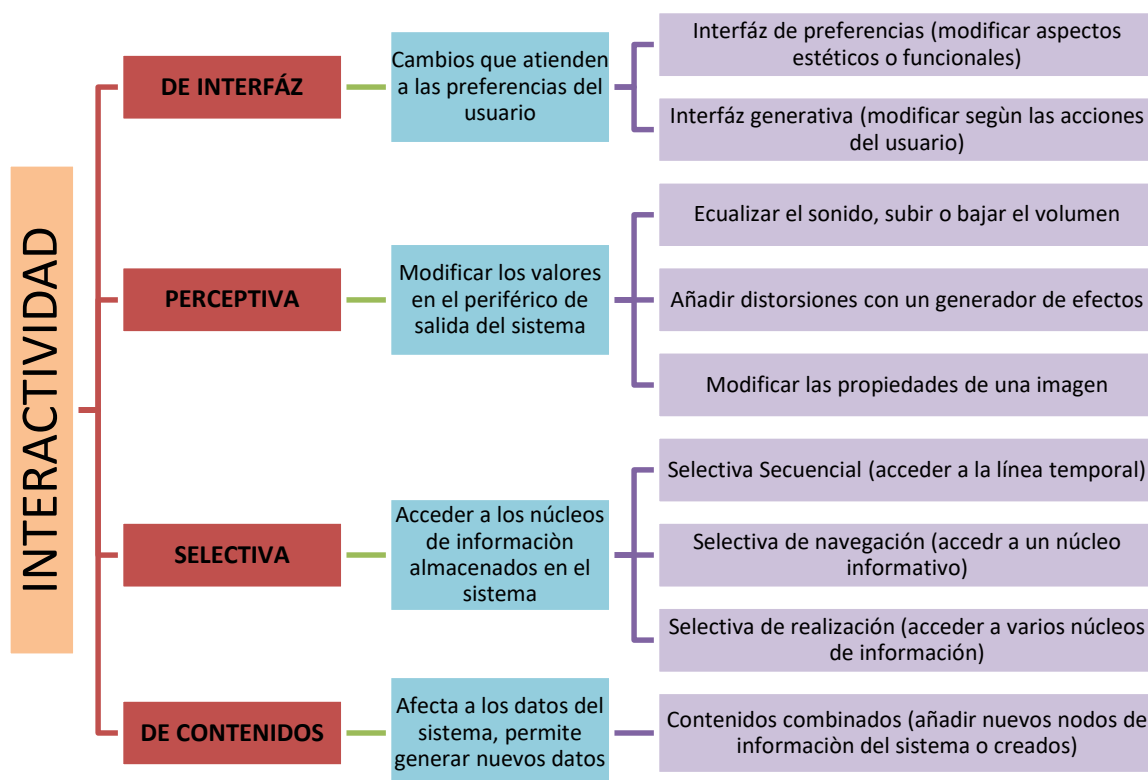 INTERACTIVIDAD
DE INTERFÁZ
Cambios que atienden
a las preferencias del
usuario
Interfáz de preferencias (modificar aspectos
estéticos o funcionales)
Interfáz generativa (modificar segùn las acciones
del usuario)
PERCEPTIVA
Modificar los valores
en el periférico de
salida del sistema
Ecualizar el sonido, subir o bajar el volumen
Añadir distorsiones con un generador de efectos
Modificar las propiedades de una imagen
SELECTIVA
Acceder a los núcleos
de informaciòn
almacenados en el
sistema
Selectiva Secuencial (acceder a la línea temporal)
Selectiva de navegación (accedr a un núcleo
informativo)
Selectiva de realización (acceder a varios núcleos
de información)
DE CONTENIDOS
Afecta a los datos del
sistema, permite
generar nuevos datos
Contenidos combinados (añadir nuevos nodos de
informaciòn del sistema o creados)